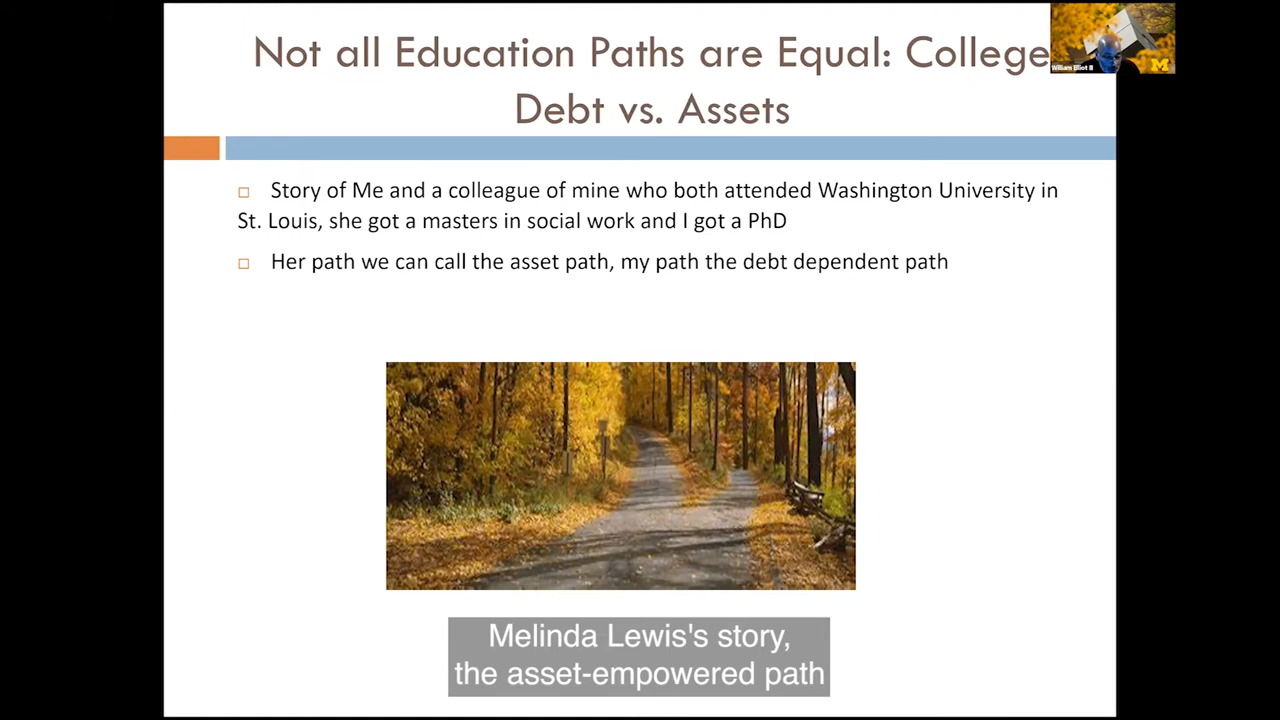 Not all Education Paths are Equal: College
Debt vs. Assets
William Elliot II
M
Story of Me and a colleague of mine who both attended Washington University in
St. Louis, she got a masters in social work and I got a PhD
Her path we can call the asset path, my path the debt dependent path
Melinda Lewis's story,
the asset-empowered path